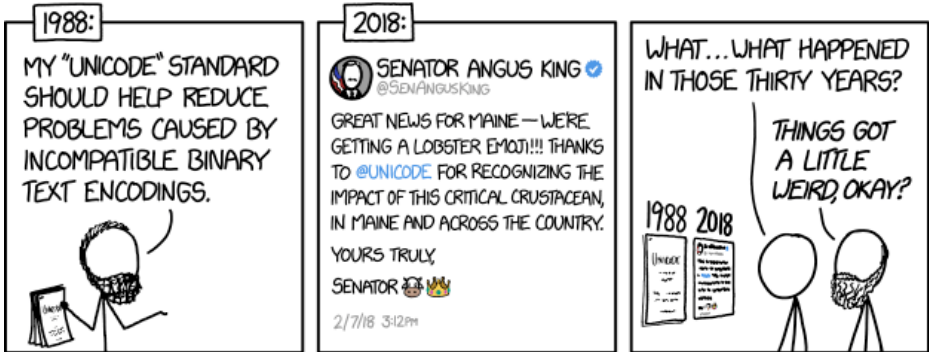 1988:
MY "UNICODE" STANDARD
SHOULD HELP REDUCE
PROBLEMS CAUSED BY
INCOMPATIBLE BINARY
TEXT ENCODINGS.
UNICODE
2018:
SENATOR ANGUS KING
@SENANGUSKING
GREAT NEWS FOR MAINE — WE'RE
GETTING A LOBSTER EMOJI!!! THANKS
TO @UNICODE FOR RECOGNIZING THE
IMPACT OF THIS CRITICAL CRUSTACEAN,
IN MAINE AND ACROSS THE COUNTRY.
YOURS TRULY,
SENATOR 🐮👑
2/7/18 3:12PM
WHAT...WHAT HAPPENED
IN THOSE THIRTY YEARS?
THINGS GOT
A LITTLE
WEIRD, OKAY?
1988 2018
UNICODE